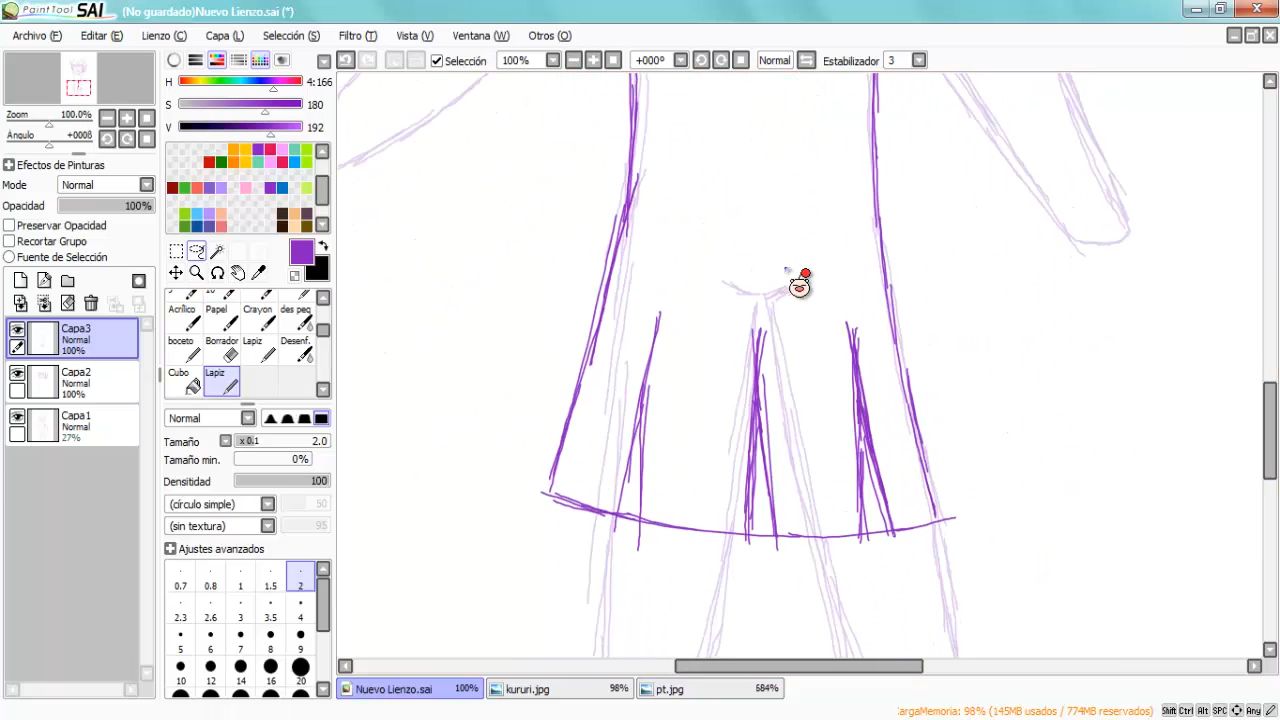 PaintTool SAI (No guardado)Nuevo Lienzo.sai (*)
Archivo (F) Editar (E) Lienzo (C) Capa (L) Selección (S) Filtro (T) Vista (V) Ventana (W) Otros (O)
Selección 100% +000° Normal Estabilizador 3
H 4:166
S 180
V 192
Zoom 100.0%
Ángulo +000ß
Efectos de Pinturas
Modo Normal
Opacidad 100%
Preservar Opacidad
Recortar Grupo
Fuente de Selección
Capa3
Normal
100%
Capa2
Normal
100%
Capa1
Normal
27%
Acrílico Papel Crayon des peq
boceto Borrador Lapiz Desenf.
Cubo Lapiz
Normal
Tamaño x 0.1 2.0
Tamaño min. 0%
Densitidad 100
(círculo simple) 50
(sin textura) 95
Ajustes avanzados
0.7 0.8 1 1.5 2
2.3 2.6 3 3.5 4
5 6 7 8 9
10 12 14 16 20
Nuevo Lienzo.sai 100% kururi.jpg 98% pt.jpg 684%
argaMemoria: 98% (145MB usados / 774MB reservados) Shift Ctrl Alt SPC Any